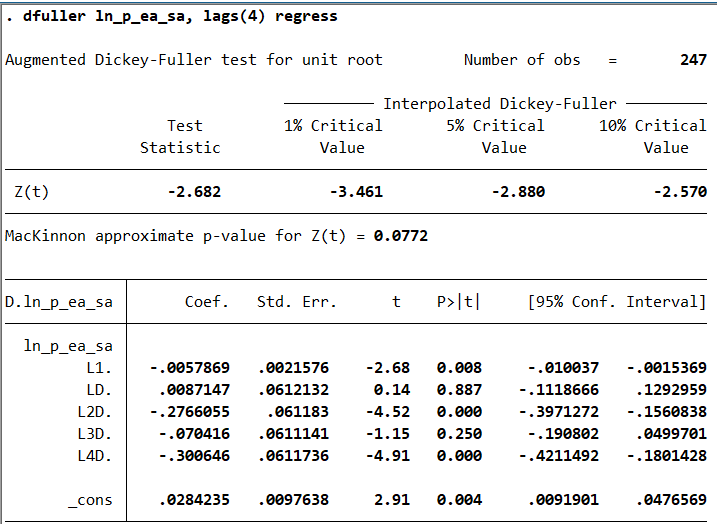 . dfuller ln_p_ea_sa, lags(4) regress
Augmented Dickey-Fuller test for unit root Number of obs = 247
Interpolated Dickey-Fuller
Test 1% Critical 5% Critical 10% Critical
Statistic Value Value Value
Z(t) -2.682 -3.461 -2.880 -2.570
MacKinnon approximate p-value for Z(t) = 0.0772
D.ln_p_ea_sa Coef. Std. Err. t P>|t| [95% Conf. Interval]
ln_p_ea_sa
L1. -.0057869 .0021576 -2.68 0.008 -.010037 -.0015369
LD. .0087147 .0612132 0.14 0.887 -.1118666 .1292959
L2D. -.2766055 .061183 -4.52 0.000 -.3971272 -.1560838
L3D. -.070416 .0611141 -1.15 0.250 -.190802 .0499701
L4D. -.300646 .0611736 -4.91 0.000 -.4211492 -.1801428
_cons .0284235 .0097638 2.91 0.004 .0091901 .0476569